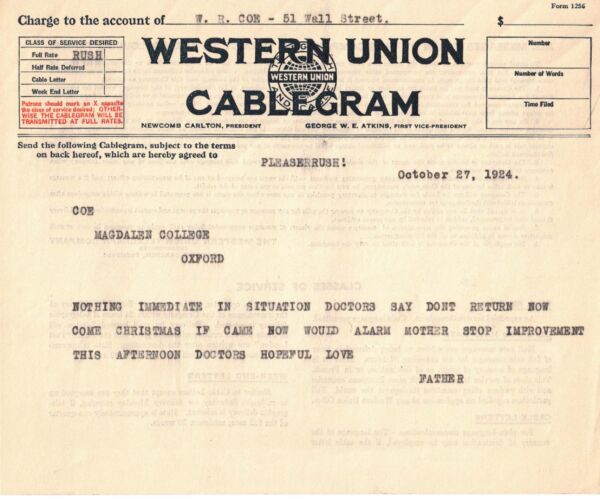 Form 1256
Charge to the account of W. R. COE - 51 Wall Street. $
CLASS OF SERVICE DESIRED
Full Rate RUSH
Half Rate Deferred
Cable Letter
Week End Letter
Patrons should mark an X opposite
the class of service desired; OTHER-
WISE THE CABLEGRAM WILL BE
TRANSMITTED AT FULL RATES.
WESTERN UNION
WESTERN UNION
CABLEGRAM
NEWCOMB CARLTON, PRESIDENT GEORGE W. E. ATKINS, FIRST VICE-PRESIDENT
Number
Number of Words
Time Filed
Send the following Cablegram, subject to the terms
on back hereof, which are hereby agreed to
PLEASERRUSH!
October 27, 1924.
COE
MAGDALEN COLLEGE
OXFORD
NOTHING IMMEDIATE IN SITUATION DOCTORS SAY DONT RETURN NOW
COME CHRISTMAS IF CAME NOW WOULD ALARM MOTHER STOP IMPROVEMENT
THIS AFTERNOON DOCTORS HOPEFUL LOVE
FATHER